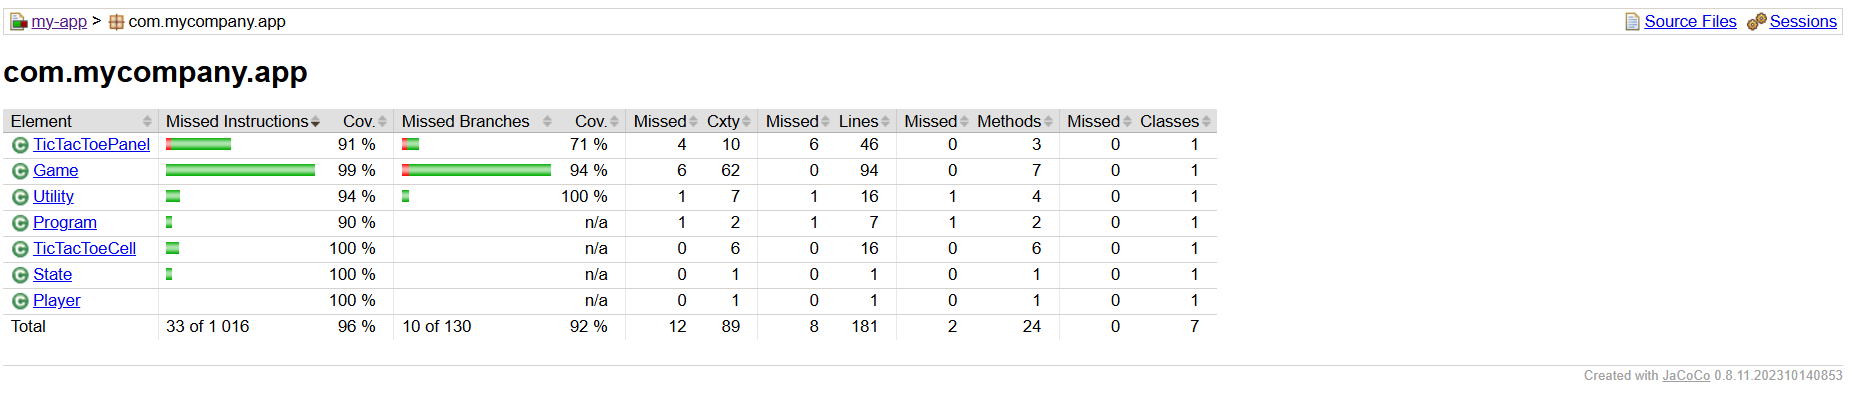 my-app > com.mycompany.app Source Files Sessions
com.mycompany.app
Element Missed Instructions Cov. Missed Branches Cov. Missed Cxty Missed Lines Missed Methods Missed Classes
C TicTacToePanel 91 % 71 % 4 10 6 46 0 3 0 1
C Game 99 % 94 % 6 62 0 94 0 7 0 1
C Utility 94 % 100 % 1 7 1 16 1 4 0 1
C Program 90 % n/a 1 2 1 7 1 2 0 1
C TicTacToeCell 100 % n/a 0 6 0 16 0 6 0 1
C State 100 % n/a 0 1 0 1 0 1 0 1
C Player 100 % n/a 0 1 0 1 0 1 0 1
Total 33 of 1 016 96 % 10 of 130 92 % 12 89 8 181 2 24 0 7
Created with JaCoCo 0.8.11.202310140853